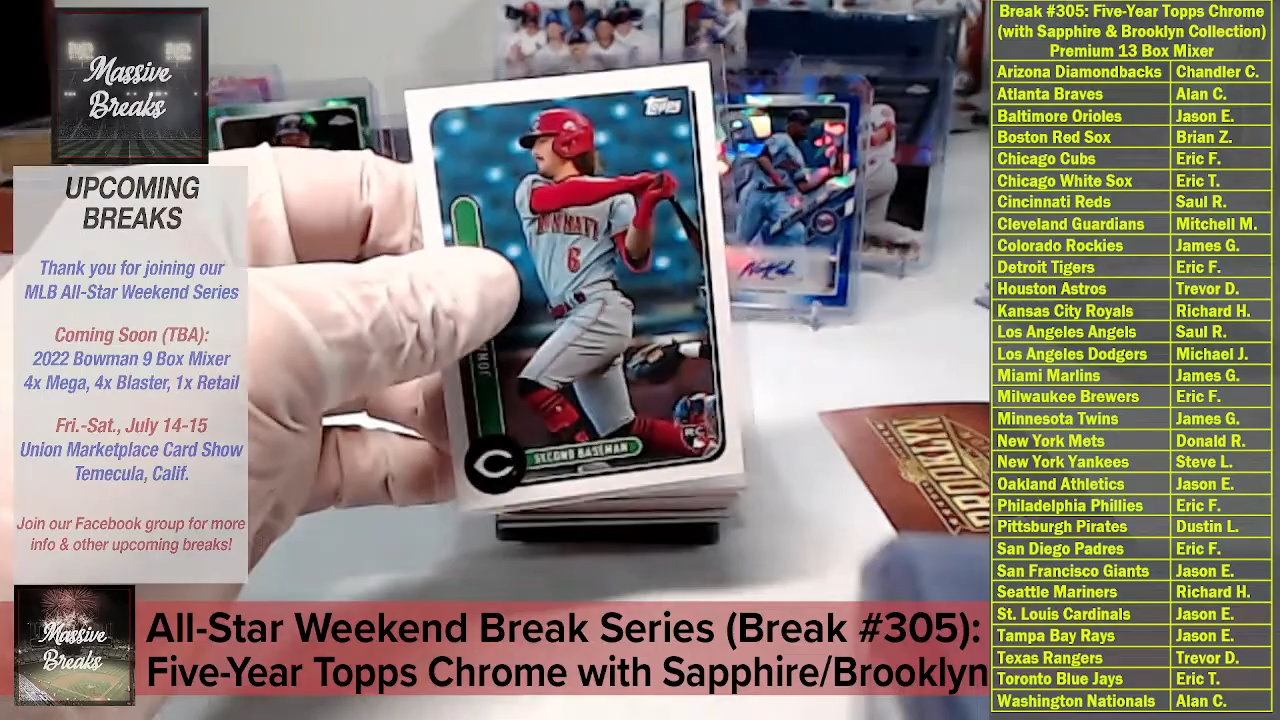 Massive
Breaks
UPCOMING
BREAKS
Thank you for joining our
MLB All-Star Weekend Series
Coming Soon (TBA):
2022 Bowman 9 Box Mixer
4x Mega, 4x Blaster, 1x Retail
Fri.-Sat., July 14-15
Union Marketplace Card Show
Temecula, Calif.
Join our Facebook group for more
info & other upcoming breaks!
Topps
CINCINNATI
6
C
SECOND BASEMAN
RC
Massive
Breaks
All-Star Weekend Break Series (Break #305):
Five-Year Topps Chrome with Sapphire/Brooklyn
Break #305: Five-Year Topps Chrome
(with Sapphire & Brooklyn Collection)
Premium 13 Box Mixer
Arizona Diamondbacks Chandler C.
Atlanta Braves Alan C.
Baltimore Orioles Jason E.
Boston Red Sox Brian Z.
Chicago Cubs Eric F.
Chicago White Sox Eric T.
Cincinnati Reds Saul R.
Cleveland Guardians Mitchell M.
Colorado Rockies James G.
Detroit Tigers Eric F.
Houston Astros Trevor D.
Kansas City Royals Richard H.
Los Angeles Angels Saul R.
Los Angeles Dodgers Michael J.
Miami Marlins James G.
Milwaukee Brewers Eric F.
Minnesota Twins James G.
New York Mets Donald R.
New York Yankees Steve L.
Oakland Athletics Jason E.
Philadelphia Phillies Eric F.
Pittsburgh Pirates Dustin L.
San Diego Padres Eric F.
San Francisco Giants Jason E.
Seattle Mariners Richard H.
St. Louis Cardinals Jason E.
Tampa Bay Rays Jason E.
Texas Rangers Trevor D.
Toronto Blue Jays Eric T.
Washington Nationals Alan C.